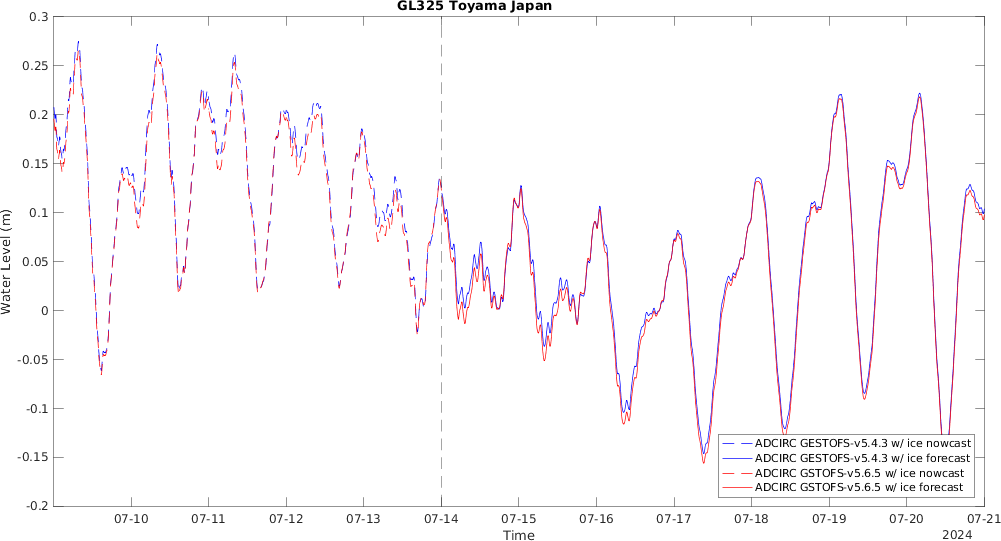 GL325 Toyama Japan
0.3
0.25
0.2
0.15
0.1
0.05
0
-0.05
-0.1
-0.15
-0.2
Water Level (m)
ADCIRC GESTOFS-v5.4.3 w/ ice nowcast
ADCIRC GESTOFS-v5.4.3 w/ ice forecast
ADCIRC GSTOFS-v5.6.5 w/ ice nowcast
ADCIRC GSTOFS-v5.6.5 w/ ice forecast
07-10 07-11 07-12 07-13 07-14 07-15 07-16 07-17 07-18 07-19 07-20 07-21
Time
2024